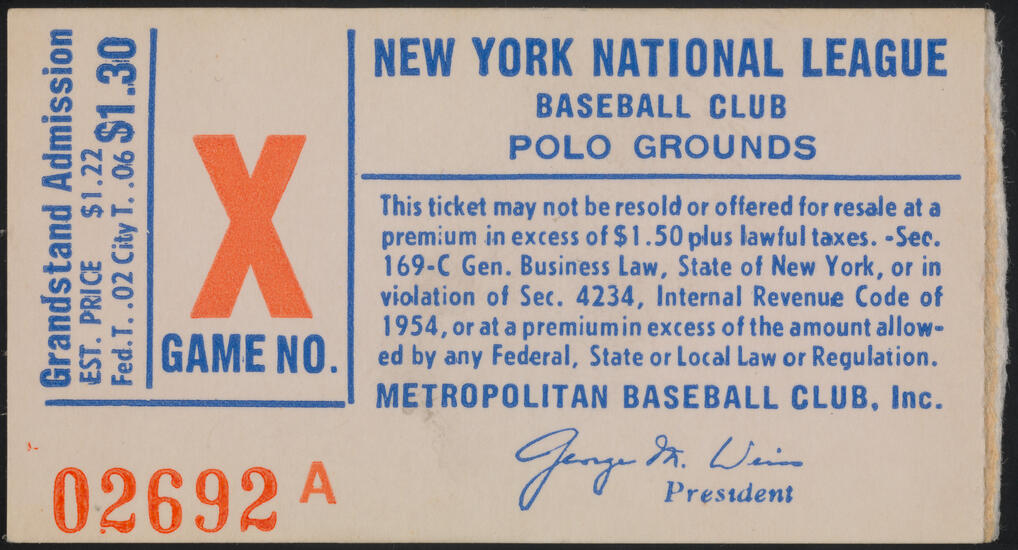 Grandstand Admission
EST. PRICE $1.22
Fed. T. .02 City T. .06 $1.30
X
GAME NO.
NEW YORK NATIONAL LEAGUE
BASEBALL CLUB
POLO GROUNDS
This ticket may not be resold or offered for resale at a
premium in excess of $1.50 plus lawful taxes. -Sec.
169-C Gen. Business Law, State of New York, or in
violation of Sec. 4234, Internal Revenue Code of
1954, or at a premium in excess of the amount allow-
ed by any Federal, State or Local Law or Regulation.
METROPOLITAN BASEBALL CLUB, Inc.
George M. Weiss
President
02692 A